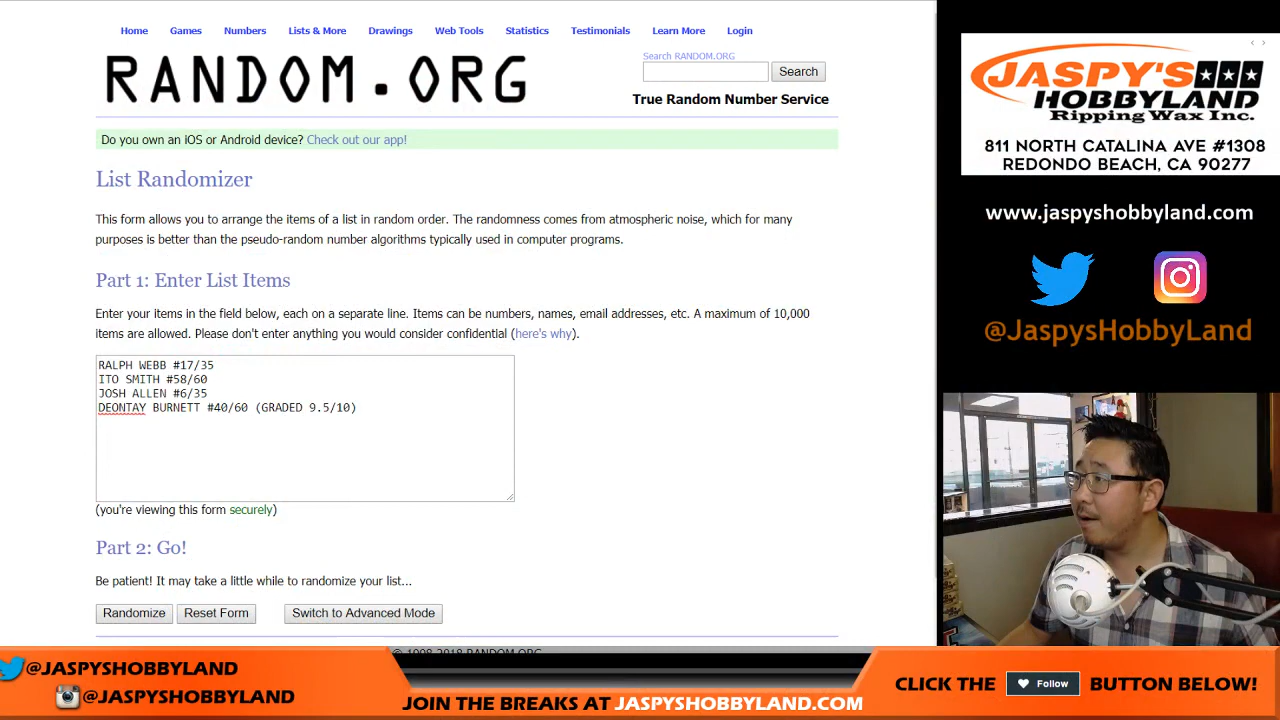 Home Games Numbers Lists & More Drawings Web Tools Statistics Testimonials Learn More Login
RANDOM.ORG
Search RANDOM.ORG
Search
True Random Number Service
Do you own an iOS or Android device? Check out our app!
List Randomizer
This form allows you to arrange the items of a list in random order. The randomness comes from atmospheric noise, which for many
purposes is better than the pseudo-random number algorithms typically used in computer programs.
Part 1: Enter List Items
Enter your items in the field below, each on a separate line. Items can be numbers, names, email addresses, etc. A maximum of 10,000
items are allowed. Please don't enter anything you would consider confidential (here's why).
RALPH WEBB #17/35
ITO SMITH #58/60
JOSH ALLEN #6/35
DEONTAY BURNETT #40/60 (GRADED 9.5/10)
(you're viewing this form securely)
Part 2: Go!
Be patient! It may take a little while to randomize your list...
Randomize Reset Form Switch to Advanced Mode
© 1998-2018 RANDOM.ORG
JASPY'S
HOBBYLAND
Ripping Wax Inc.
811 NORTH CATALINA AVE #1308
REDONDO BEACH, CA 90277
www.jaspyshobbyland.com
@JaspysHobbyLand
@JASPYSHOBBYLAND
@JASPYSHOBBYLAND
JOIN THE BREAKS AT JASPYSHOBBYLAND.COM
CLICK THE Follow BUTTON BELOW!